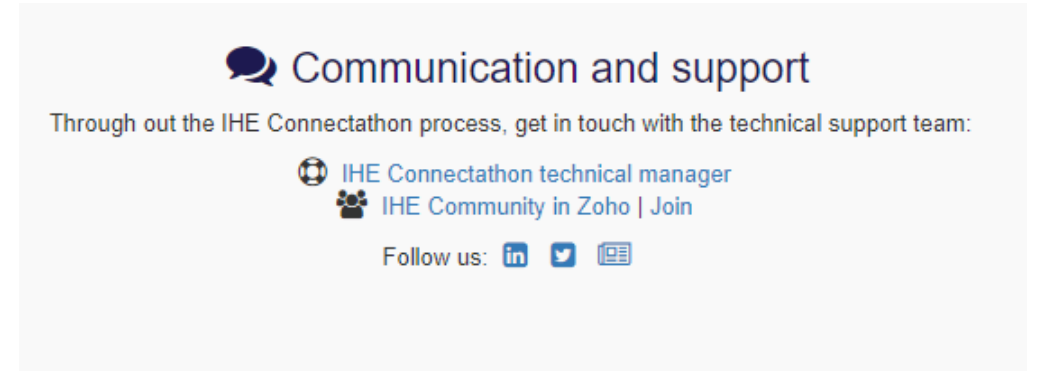 Communication and support
Through out the IHE Connectathon process, get in touch with the technical support team:
IHE Connectathon technical manager
IHE Community in Zoho | Join
Follow us: in